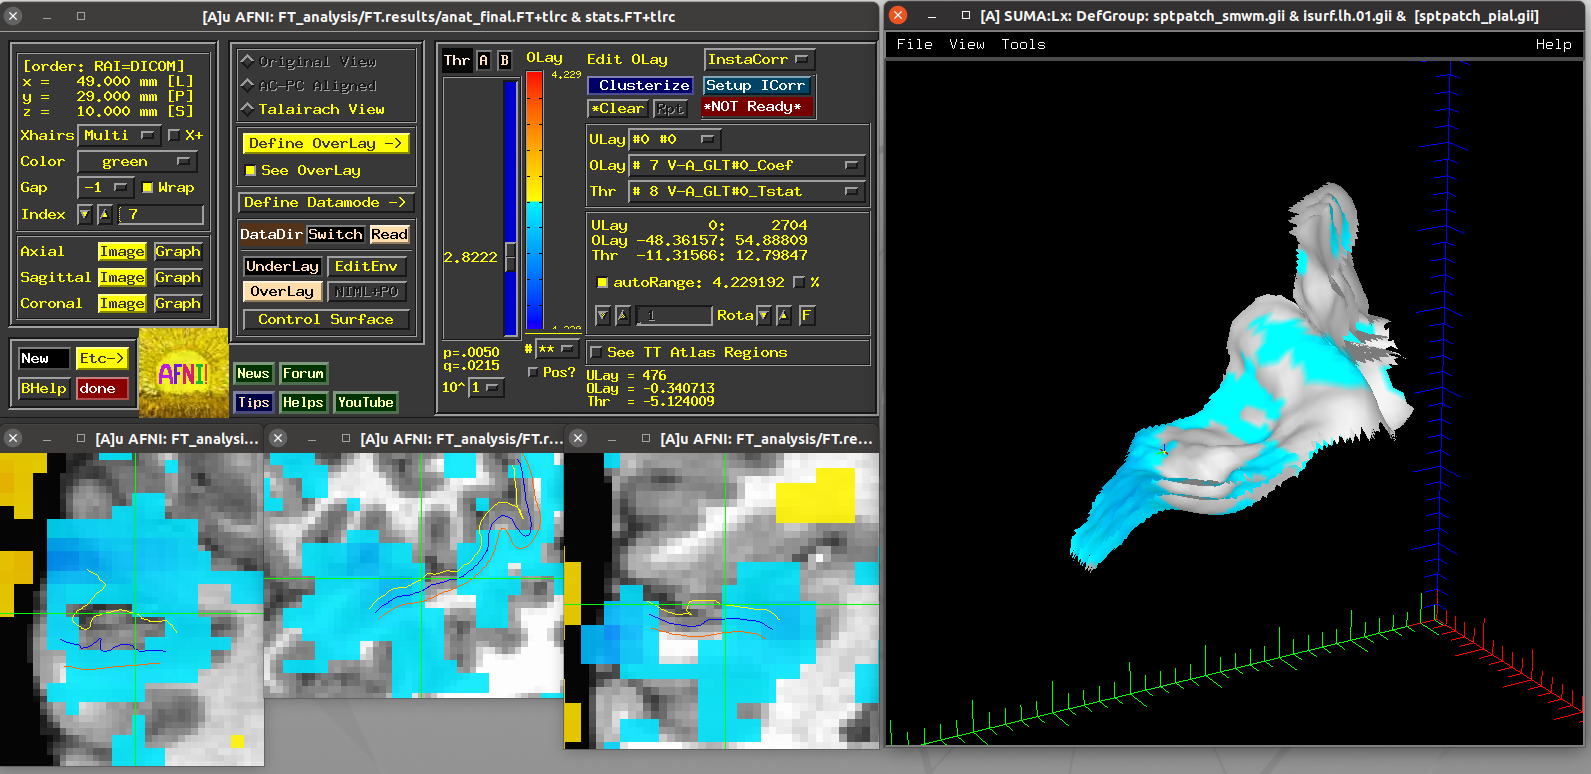 [A]u AFNI: FT_analysis/FT.results/anat_final.FT+tlrc & stats.FT+tlrc
[order: RAI=DICOM]
x = 49.000 mm [L]
y = 29.000 mm [P]
z = 10.000 mm [S]
Xhairs Multi X+
Color green
Gap -1 Wrap
Index 7
Axial Image Graph
Sagittal Image Graph
Coronal Image Graph
New Etc->
BHelp done
AFNI!
Original View
AC-PC Aligned
Talairach View
Define OverLay ->
See OverLay
Define Datamode ->
DataDir Switch Read
UnderLay EditEnv
OverLay NIML+PO
Control Surface
News Forum
Tips Helps YouTube
Thr A B OLay
4.229
2.8222
-4.229
p=.0050
q=.0215
10^ 1
# **
Pos?
Edit OLay InstaCorr
Clusterize Setup ICorr
*Clear Rpt *NOT Ready*
ULay #0 #0
OLay # 7 V-A_GLT#0_Coef
Thr # 8 V-A_GLT#0_Tstat
ULay 0: 2704
OLay -48.36157: 54.88809
Thr -11.31566: 12.79847
autoRange: 4.229192 %
1 Rota F
See TT Atlas Regions
ULay = 476
OLay = -0.340713
Thr = -5.124009
[A]u AFNI: FT_analysi...
[A]u AFNI: FT_analysis/FT.r...
[A]u AFNI: FT_analysis/FT.re...
[A] SUMA:Lx: DefGroup: sptpatch_smwm.gii & isurf.lh.01.gii & [sptpatch_pial.gii]
File View Tools Help